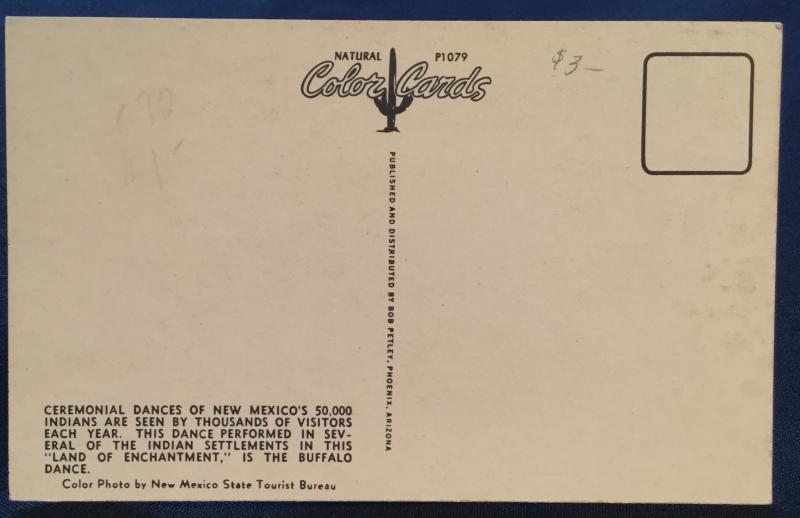 NATURAL P1079
Color Cards
$3–
PUBLISHED AND DISTRIBUTED BY BOB PETLEY, PHOENIX, ARIZONA
CEREMONIAL DANCES OF NEW MEXICO'S 50,000
INDIANS ARE SEEN BY THOUSANDS OF VISITORS
EACH YEAR. THIS DANCE PERFORMED IN SEV-
ERAL OF THE INDIAN SETTLEMENTS IN THIS
"LAND OF ENCHANTMENT," IS THE BUFFALO
DANCE.
Color Photo by New Mexico State Tourist Bureau